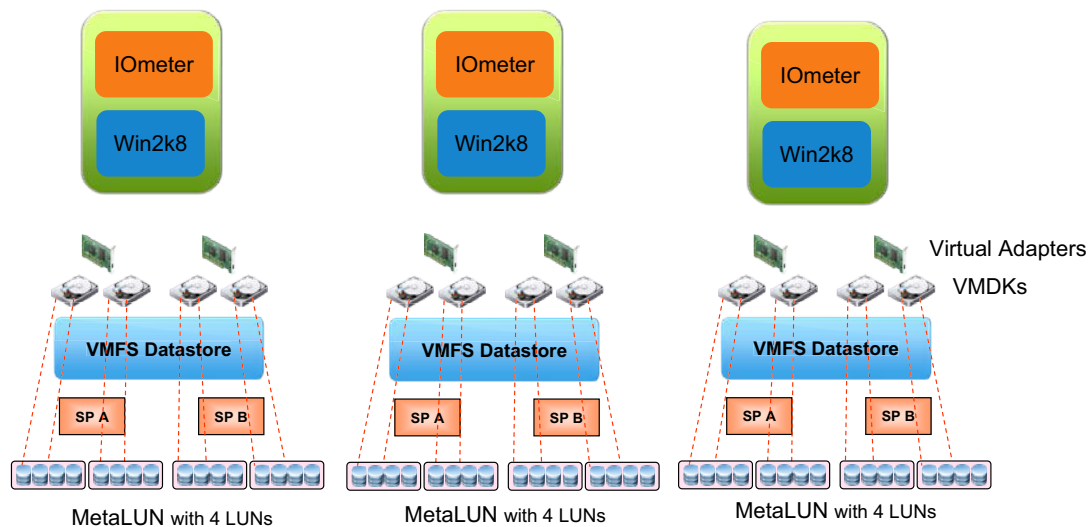 IOmeter
IOmeter
IOmeter
Win2k8
Win2k8
Win2k8
Virtual Adapters
VMDKs
VMFS Datastore
VMFS Datastore
VMFS Datastore
SP A
SP B
SP A
SP B
SP A
SP B
MetaLUN with 4 LUNs
MetaLUN with 4 LUNs
MetaLUN with 4 LUNs